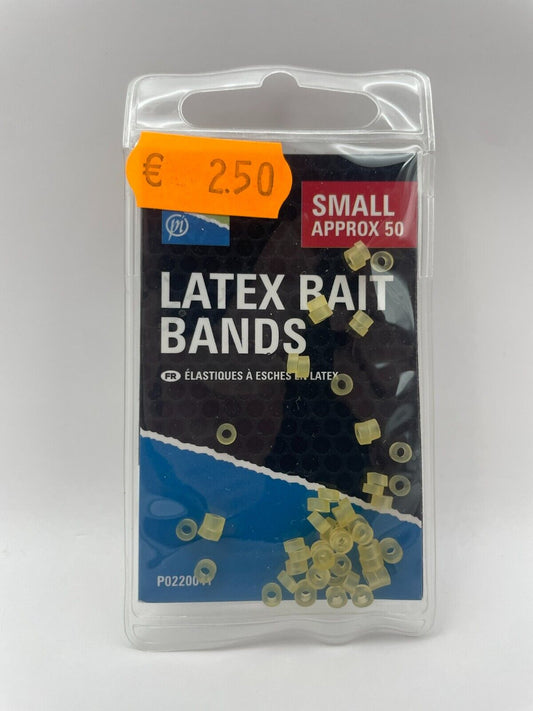 € 2.50
SMALL
APPROX 50
LATEX BAIT
BANDS
FR ÉLASTIQUES À ESCHES EN LATEX